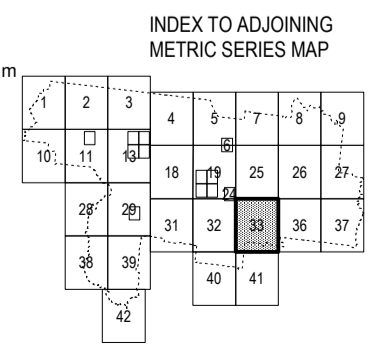 INDEX TO ADJOINING
METRIC SERIES MAP
m
1 2 3 4 5 7 8 9
6
10 11 13 18 19 25 26 27
24
28 29 31 32 33 36 37
38 39 40 41
42